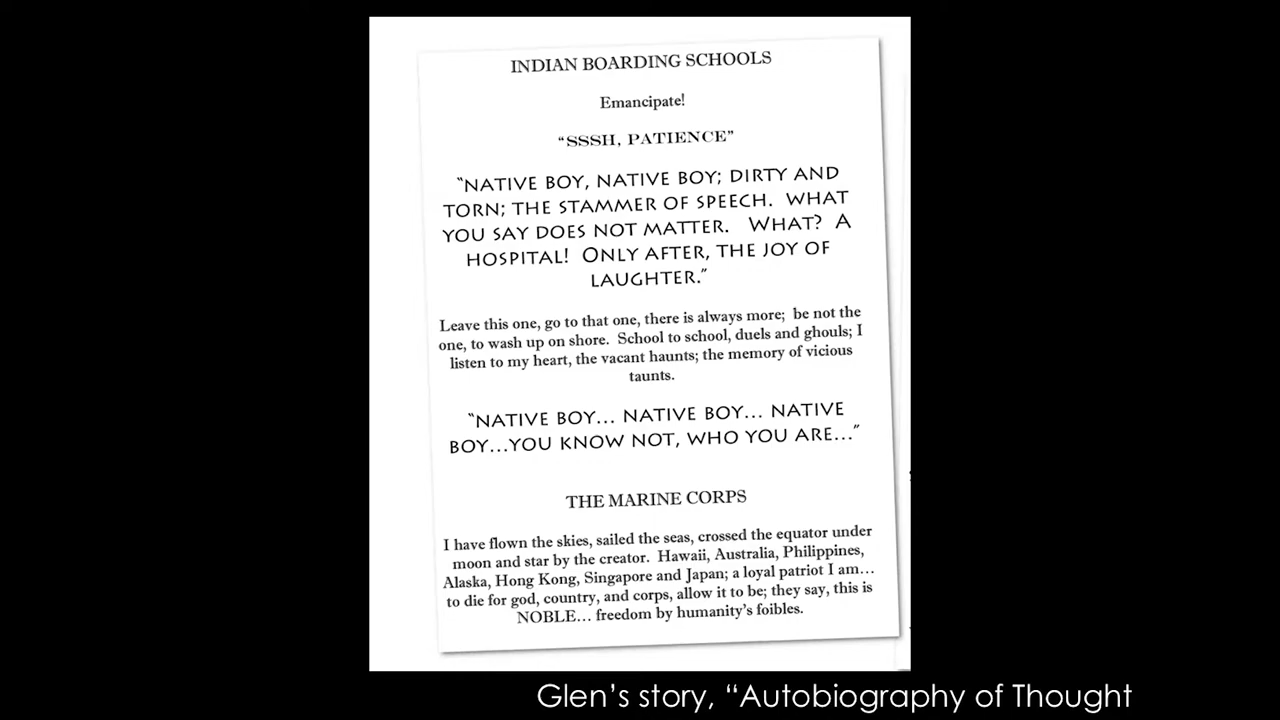 INDIAN BOARDING SCHOOLS
Emancipate!
“SSSH, PATIENCE”
“NATIVE BOY, NATIVE BOY; DIRTY AND
TORN; THE STAMMER OF SPEECH.  WHAT
YOU SAY DOES NOT MATTER.   WHAT?  A
HOSPITAL!  ONLY AFTER, THE JOY OF
LAUGHTER.”
Leave this one, go to that one, there is always more;  be not the
one, to wash up on shore.  School to school, duels and ghouls; I
listen to my heart, the vacant haunts; the memory of vicious
taunts.
“NATIVE BOY… NATIVE BOY… NATIVE
BOY…YOU KNOW NOT, WHO YOU ARE…”
THE MARINE CORPS
I have flown the skies, sailed the seas, crossed the equator under
moon and star by the creator.  Hawaii, Australia, Philippines,
Alaska, Hong Kong, Singapore and Japan; a loyal patriot I am…
to die for god, country, and corps, allow it to be; they say, this is
NOBLE… freedom by humanity’s foibles.
Glen’s story, “Autobiography of Thought